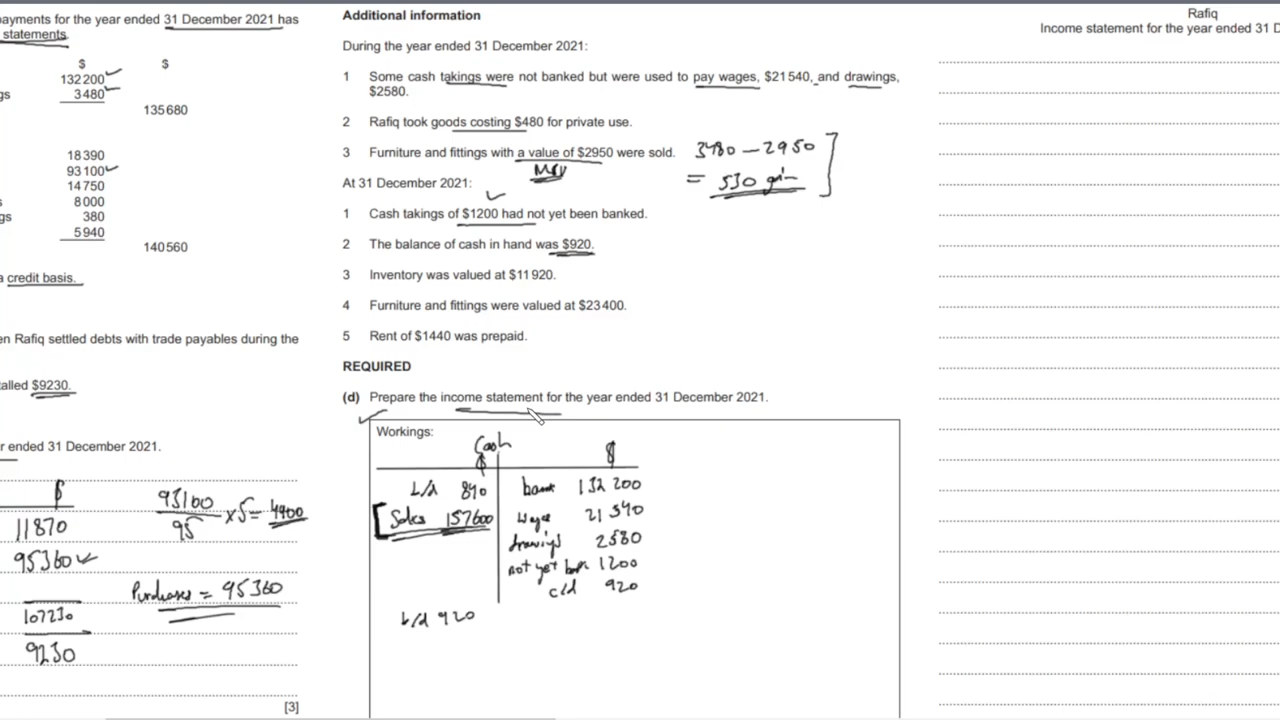 payments for the year ended 31 December 2021 has
statements.
$ $
132 200
gs 3 480
135 680
18 390
93 100
14 750
s 8 000
gs 380
5 940
140 560
a credit basis.
en Rafiq settled debts with trade payables during the
alled $9230.
r ended 31 December 2021.
$
11870
95360
107230
9230
93100
95
x5= 4900
Purchases = 95360
[3]
Additional information
During the year ended 31 December 2021:
1 Some cash takings were not banked but were used to pay wages, $21 540, and drawings,
$2580.
2 Rafiq took goods costing $480 for private use.
3 Furniture and fittings with a value of $2950 were sold.
3480 – 2950
= 530 gain
At 31 December 2021:
1 Cash takings of $1200 had not yet been banked.
2 The balance of cash in hand was $920.
3 Inventory was valued at $11 920.
4 Furniture and fittings were valued at $23 400.
5 Rent of $1440 was prepaid.
REQUIRED
(d) Prepare the income statement for the year ended 31 December 2021.
Workings:
Cash
$ $
b/d 890 bank 132 200
Sales 157600 wages 21 540
drawings 2580
not yet bank 1200
c/d 920
b/d 920
Rafiq
Income statement for the year ended 31 D